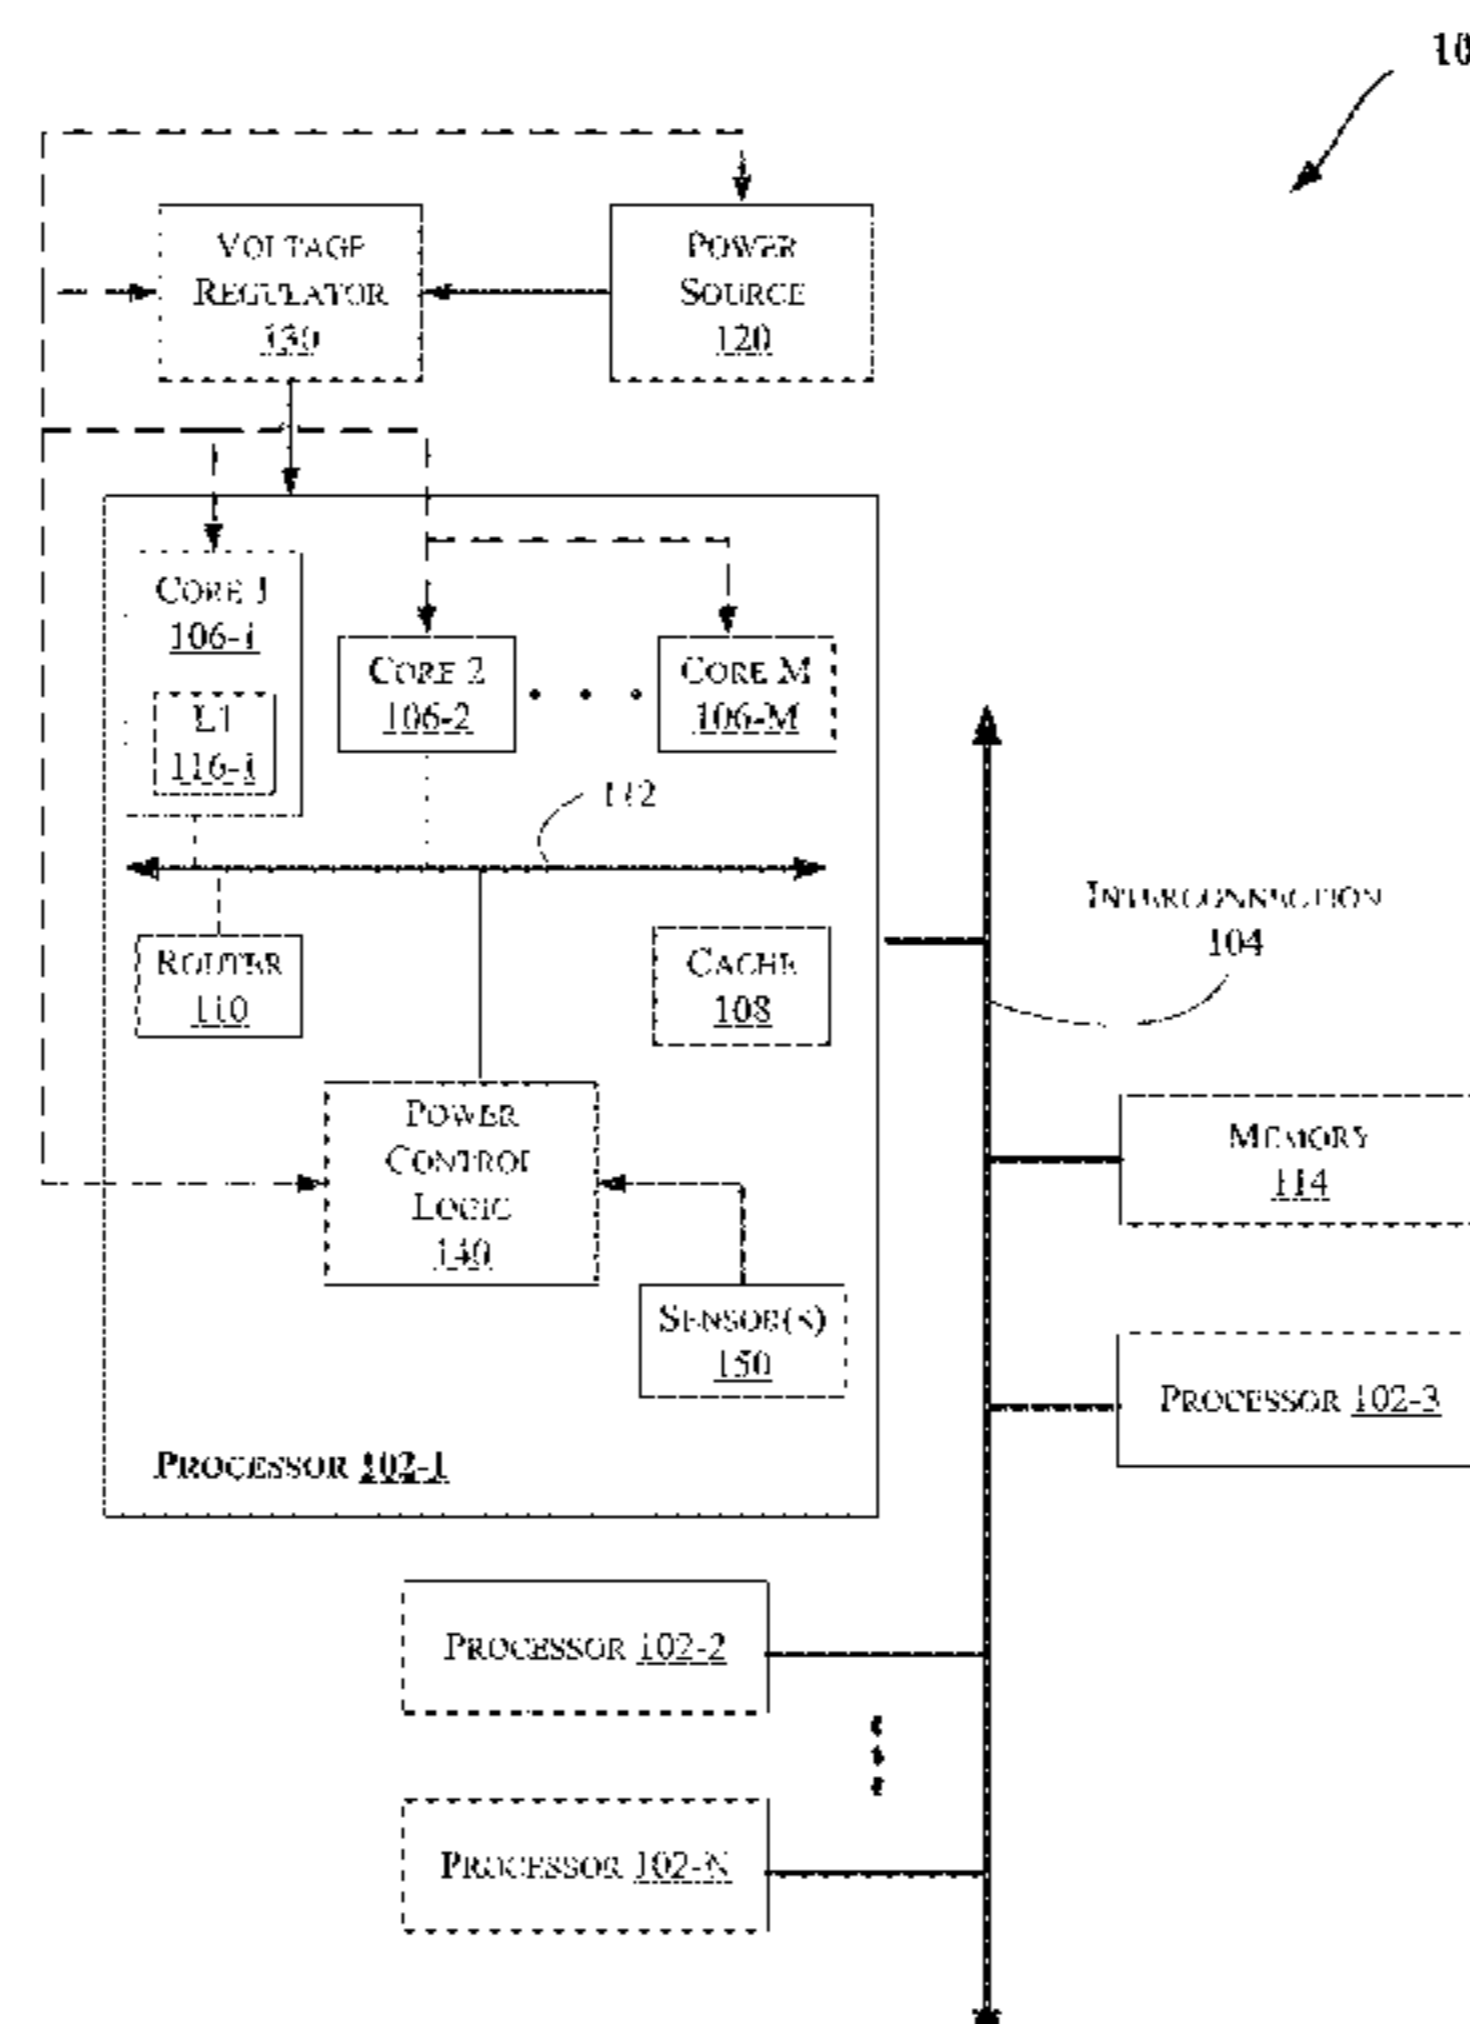 10
VOLTAGE
REGULATOR
130
POWER
SOURCE
120
CORE 1
106-1
L1
116-1
CORE 2
106-2
CORE M
106-M
112
ROUTER
110
CACHE
108
INTERCONNECTION
104
POWER
CONTROL
LOGIC
140
MEMORY
114
SENSOR(S)
150
PROCESSOR 102-3
PROCESSOR 102-1
PROCESSOR 102-2
PROCESSOR 102-N